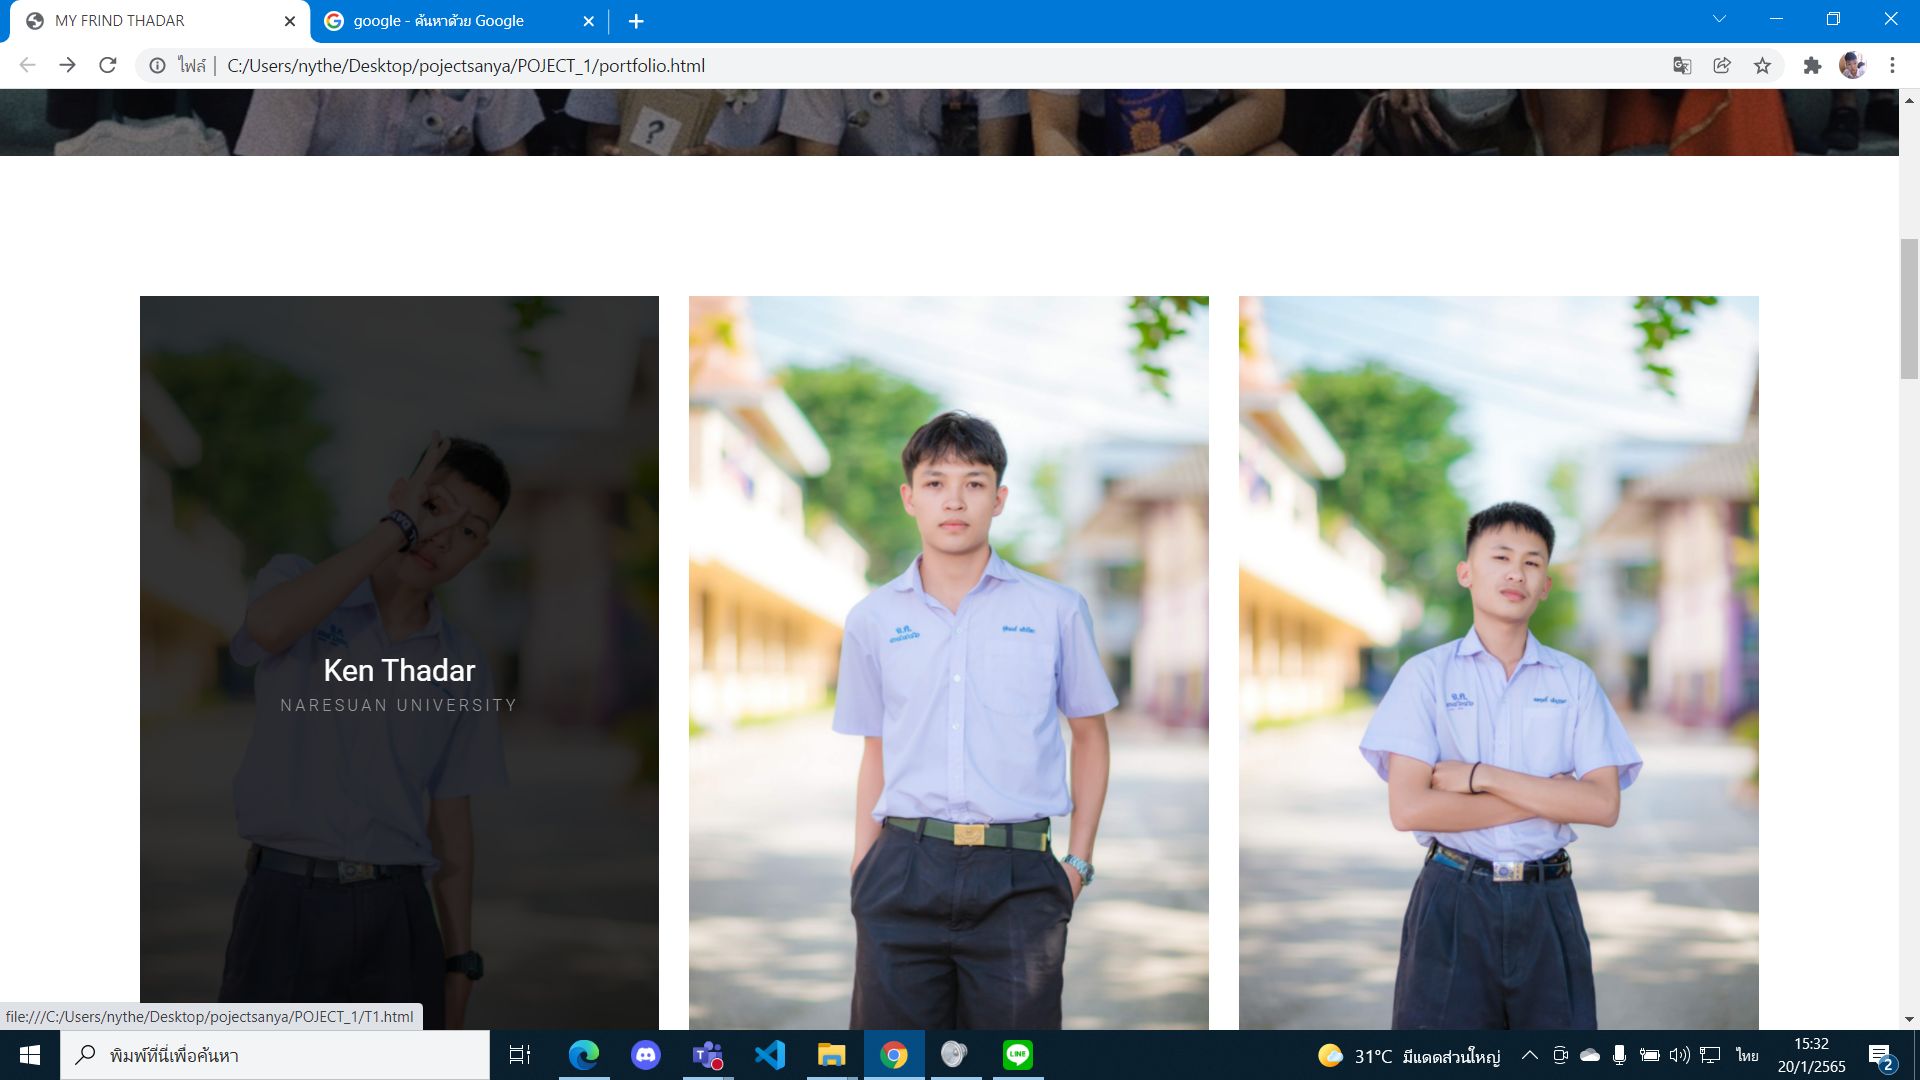 MY FRIND THADAR
google - ค้นหาด้วย Google
ไฟล์ C:/Users/nythe/Desktop/pojectsanya/POJECT_1/portfolio.html
?
Ken Thadar
NARESUAN UNIVERSITY
file:///C:/Users/nythe/Desktop/pojectsanya/POJECT_1/T1.html
พิมพ์ที่นี่เพื่อค้นหา
LINE
31°C มีแดดส่วนใหญ่
ไทย
15:32
20/1/2565
2